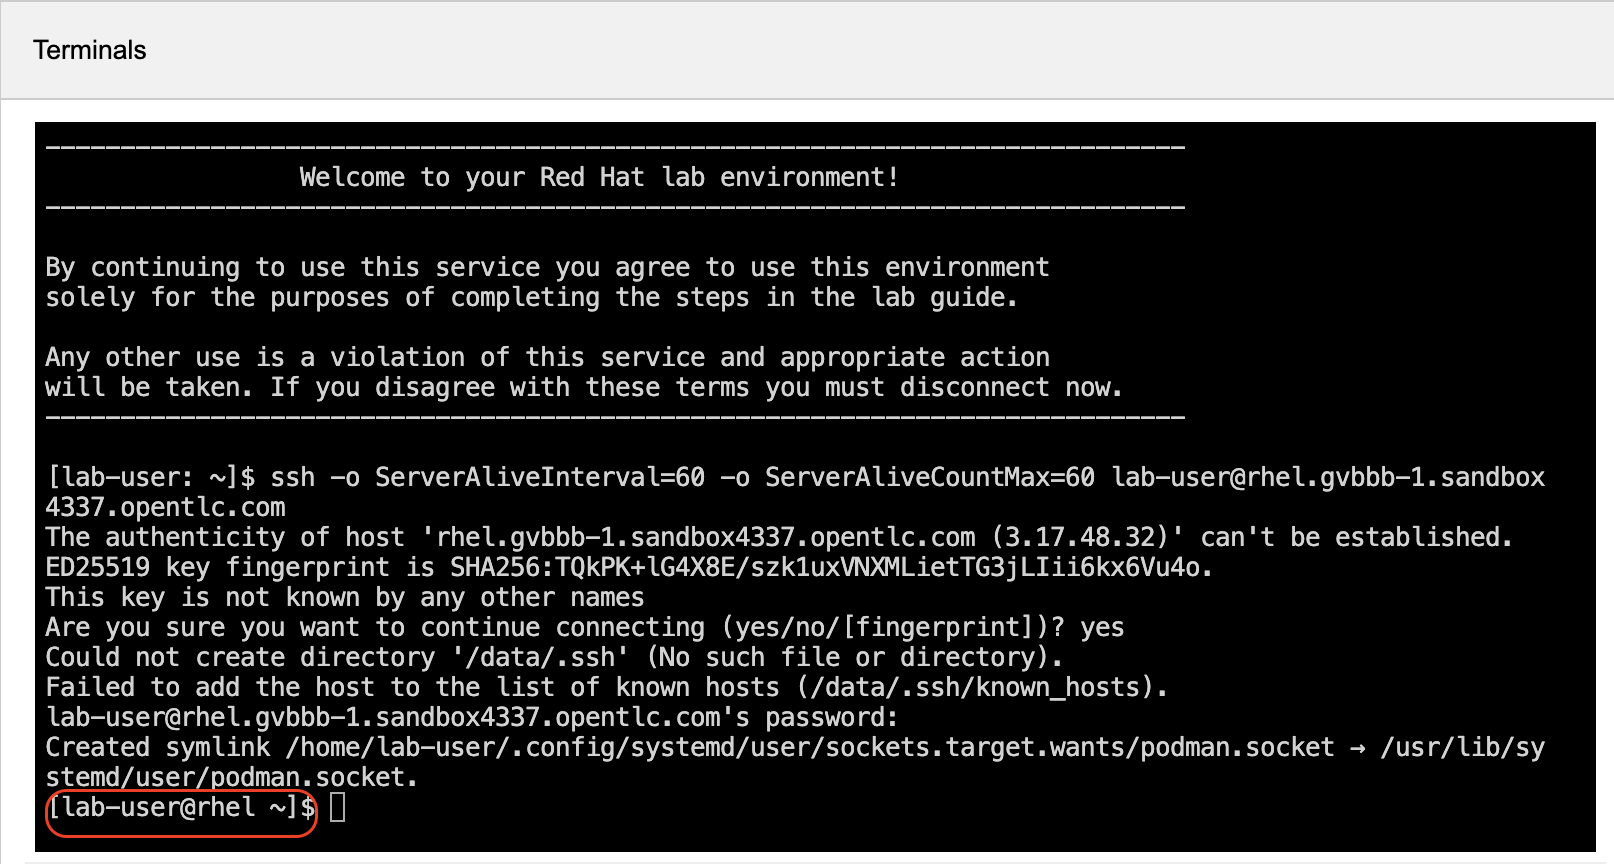 Terminals
----------------------------------------------------------------------------
Welcome to your Red Hat lab environment!
----------------------------------------------------------------------------
By continuing to use this service you agree to use this environment
solely for the purposes of completing the steps in the lab guide.
Any other use is a violation of this service and appropriate action
will be taken. If you disagree with these terms you must disconnect now.
----------------------------------------------------------------------------
[lab-user: ~]$ ssh -o ServerAliveInterval=60 -o ServerAliveCountMax=60 lab-user@rhel.gvbbb-1.sandbox
4337.opentlc.com
The authenticity of host 'rhel.gvbbb-1.sandbox4337.opentlc.com (3.17.48.32)' can't be established.
ED25519 key fingerprint is SHA256:TQkPK+lG4X8E/szk1uxVNXMLietTG3jLIii6kx6Vu4o.
This key is not known by any other names
Are you sure you want to continue connecting (yes/no/[fingerprint])? yes
Could not create directory '/data/.ssh' (No such file or directory).
Failed to add the host to the list of known hosts (/data/.ssh/known_hosts).
lab-user@rhel.gvbbb-1.sandbox4337.opentlc.com's password:
Created symlink /home/lab-user/.config/systemd/user/sockets.target.wants/podman.socket → /usr/lib/sy
stemd/user/podman.socket.
[lab-user@rhel ~]$